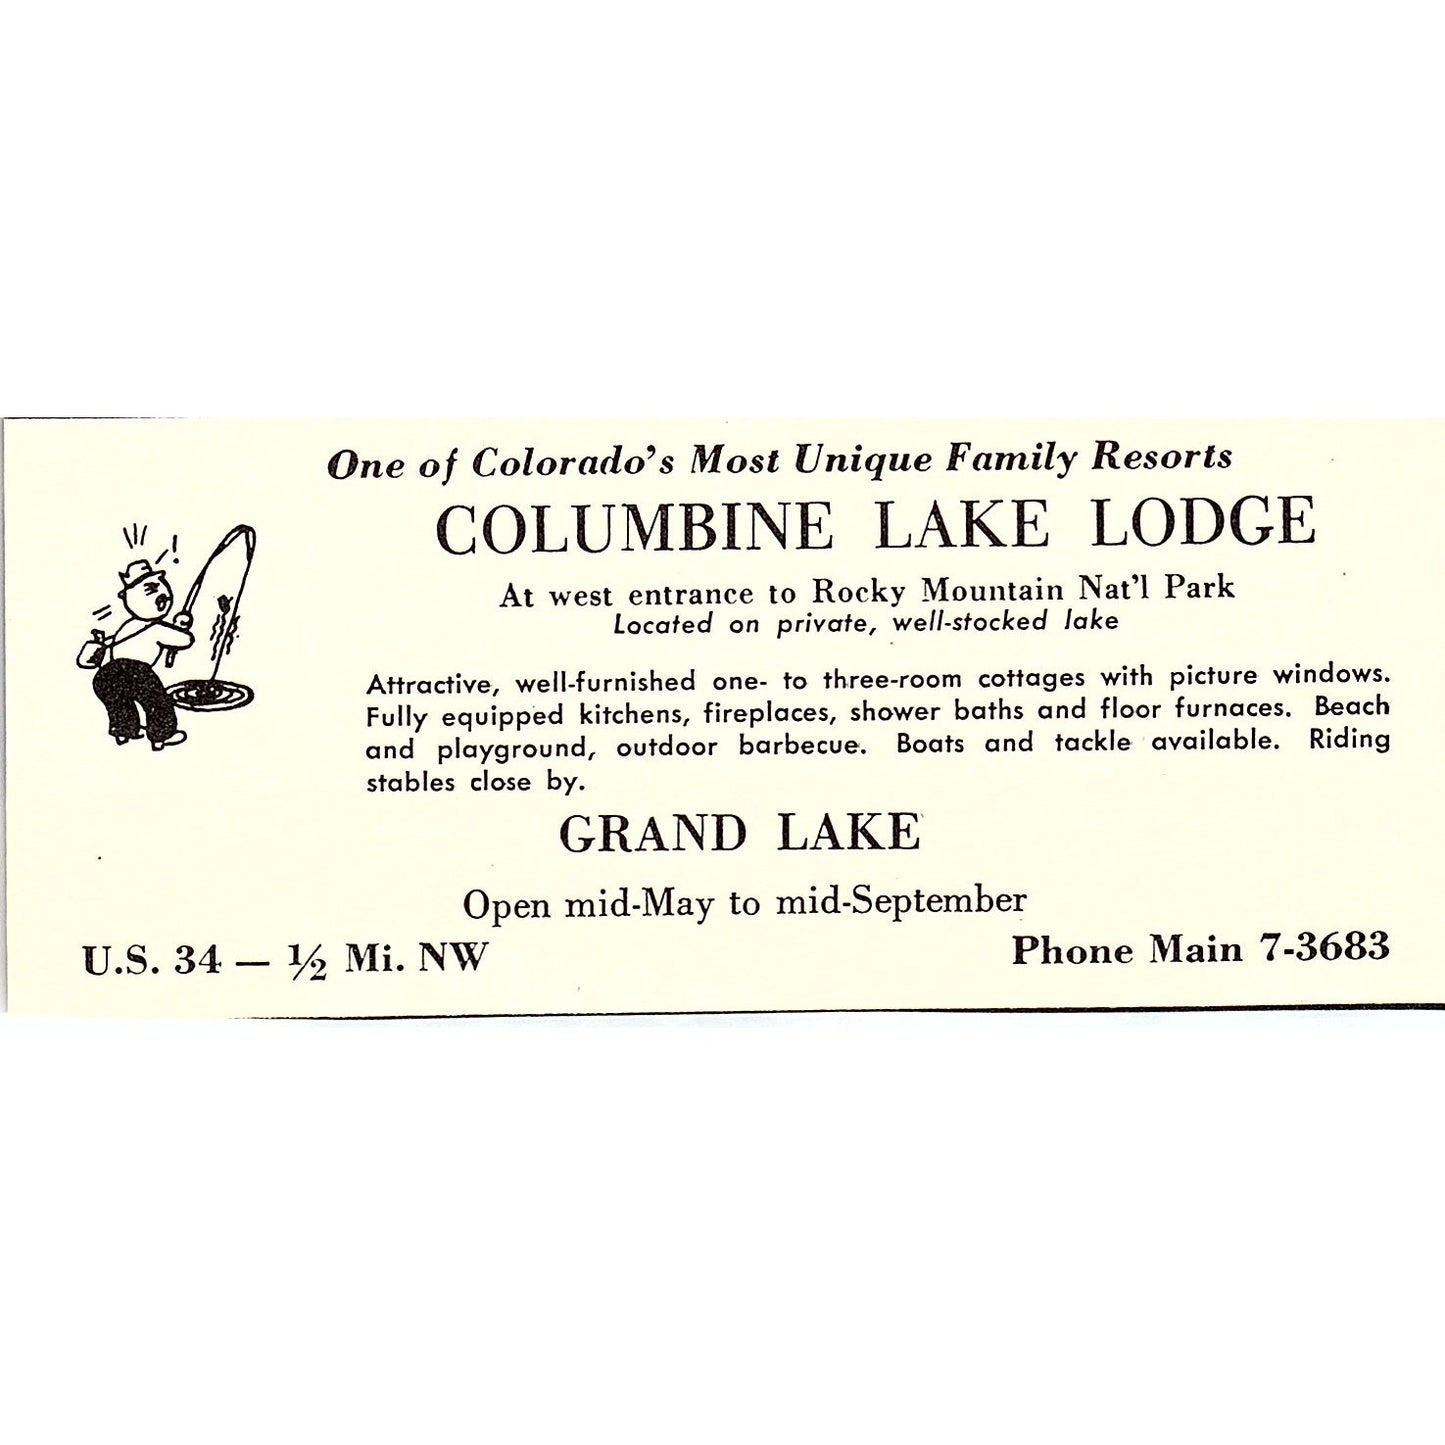 One of Colorado's Most Unique Family Resorts
COLUMBINE LAKE LODGE
At west entrance to Rocky Mountain Nat'l Park
Located on private, well-stocked lake
Attractive, well-furnished one- to three-room cottages with picture windows.
Fully equipped kitchens, fireplaces, shower baths and floor furnaces. Beach
and playground, outdoor barbecue. Boats and tackle available. Riding
stables close by.
GRAND LAKE
Open mid-May to mid-September
U.S. 34 — ½ Mi. NW
Phone Main 7-3683